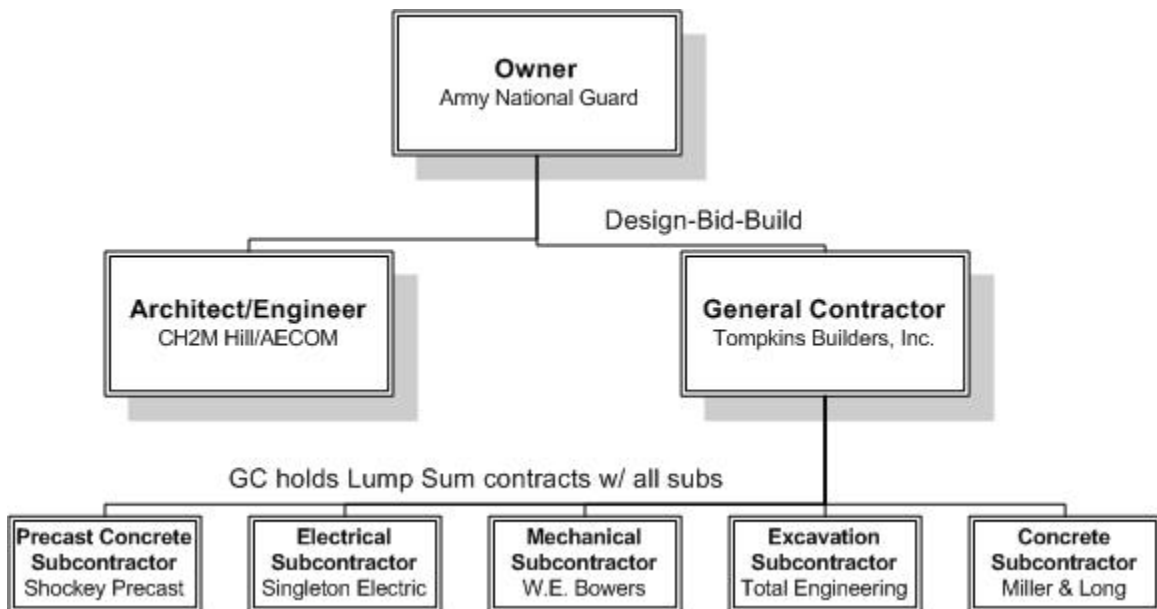 Owner
Army National Guard
Design-Bid-Build
Architect/Engineer
CH2M Hill/AECOM
General Contractor
Tompkins Builders, Inc.
GC holds Lump Sum contracts w/ all subs
Precast Concrete
Subcontractor
Shockey Precast
Electrical
Subcontractor
Singleton Electric
Mechanical
Subcontractor
W.E. Bowers
Excavation
Subcontractor
Total Engineering
Concrete
Subcontractor
Miller & Long